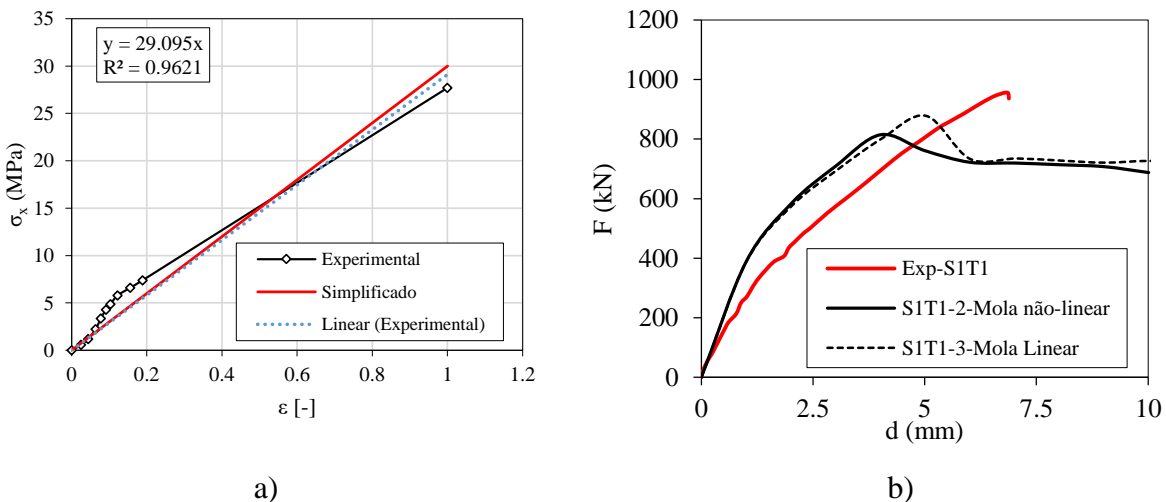 35
30
25
20
15
10
5
0
σx (MPa)
y = 29.095x
R² = 0.9621
Experimental
Simplificado
Linear (Experimental)
0 0.2 0.4 0.6 0.8 1 1.2
ε [-]
a)
1200
1000
800
600
400
200
0
F (kN)
Exp-S1T1
S1T1-2-Mola não-linear
S1T1-3-Mola Linear
0 2.5 5 7.5 10
d (mm)
b)